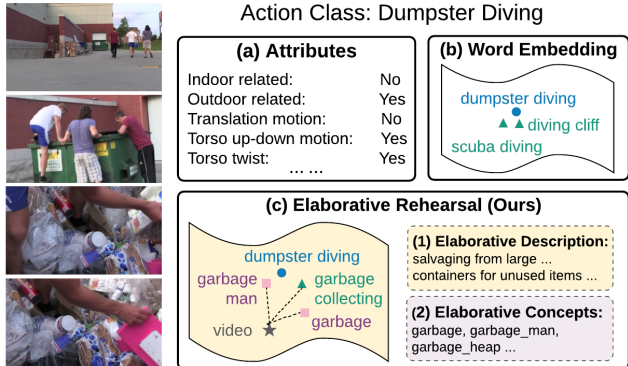 Action Class: Dumpster Diving
(a) Attributes
Indoor related: No
Outdoor related: Yes
Translation motion: No
Torso up-down motion: Yes
Torso twist: Yes
... ...
(b) Word Embedding
dumpster diving
diving cliff
scuba diving
(c) Elaborative Rehearsal (Ours)
dumpster diving
garbage
man
garbage
collecting
garbage
video
(1) Elaborative Description:
salvaging from large ...
containers for unused items ...
(2) Elaborative Concepts:
garbage, garbage_man,
garbage_heap ...